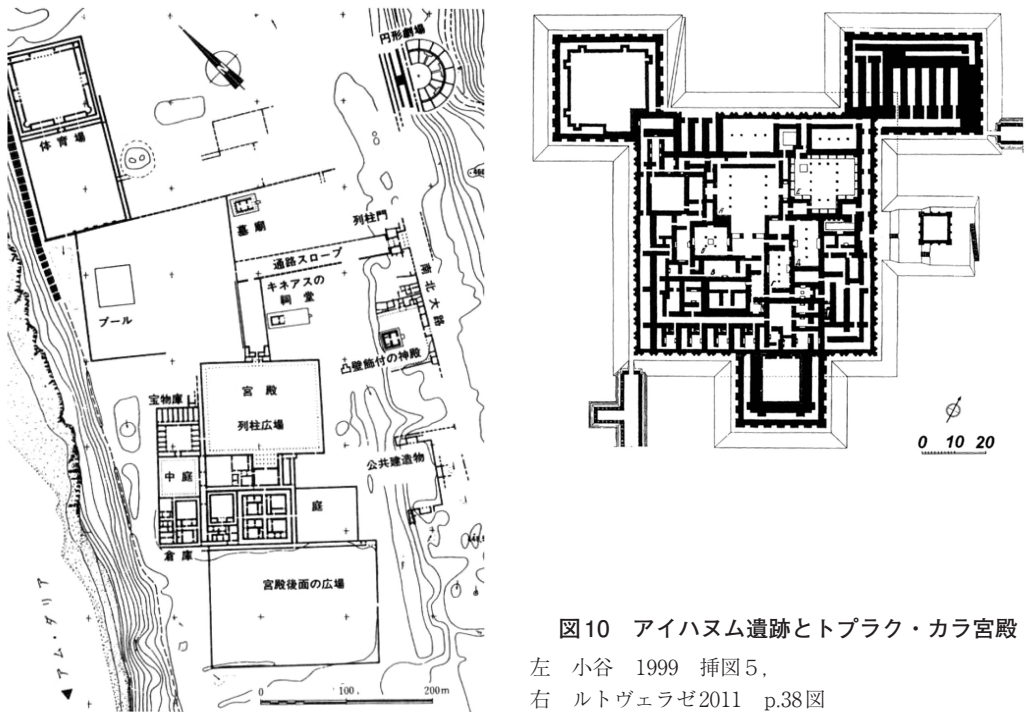 円形劇場
体育場
墓廟
列柱門
通路スロープ
南北大路
キネアスの
祠堂
プール
凸壁飾付の神殿
宮殿
宝物庫
列柱広場
公共建造物
中庭
庭
倉庫
宮殿後面の広場
アム・ダリア
0 100 200m
0 10 20
図10 アイハヌム遺跡とトプラク・カラ宮殿
左 小谷 1999 挿図5,
右 ルトヴェラゼ2011 p.38図